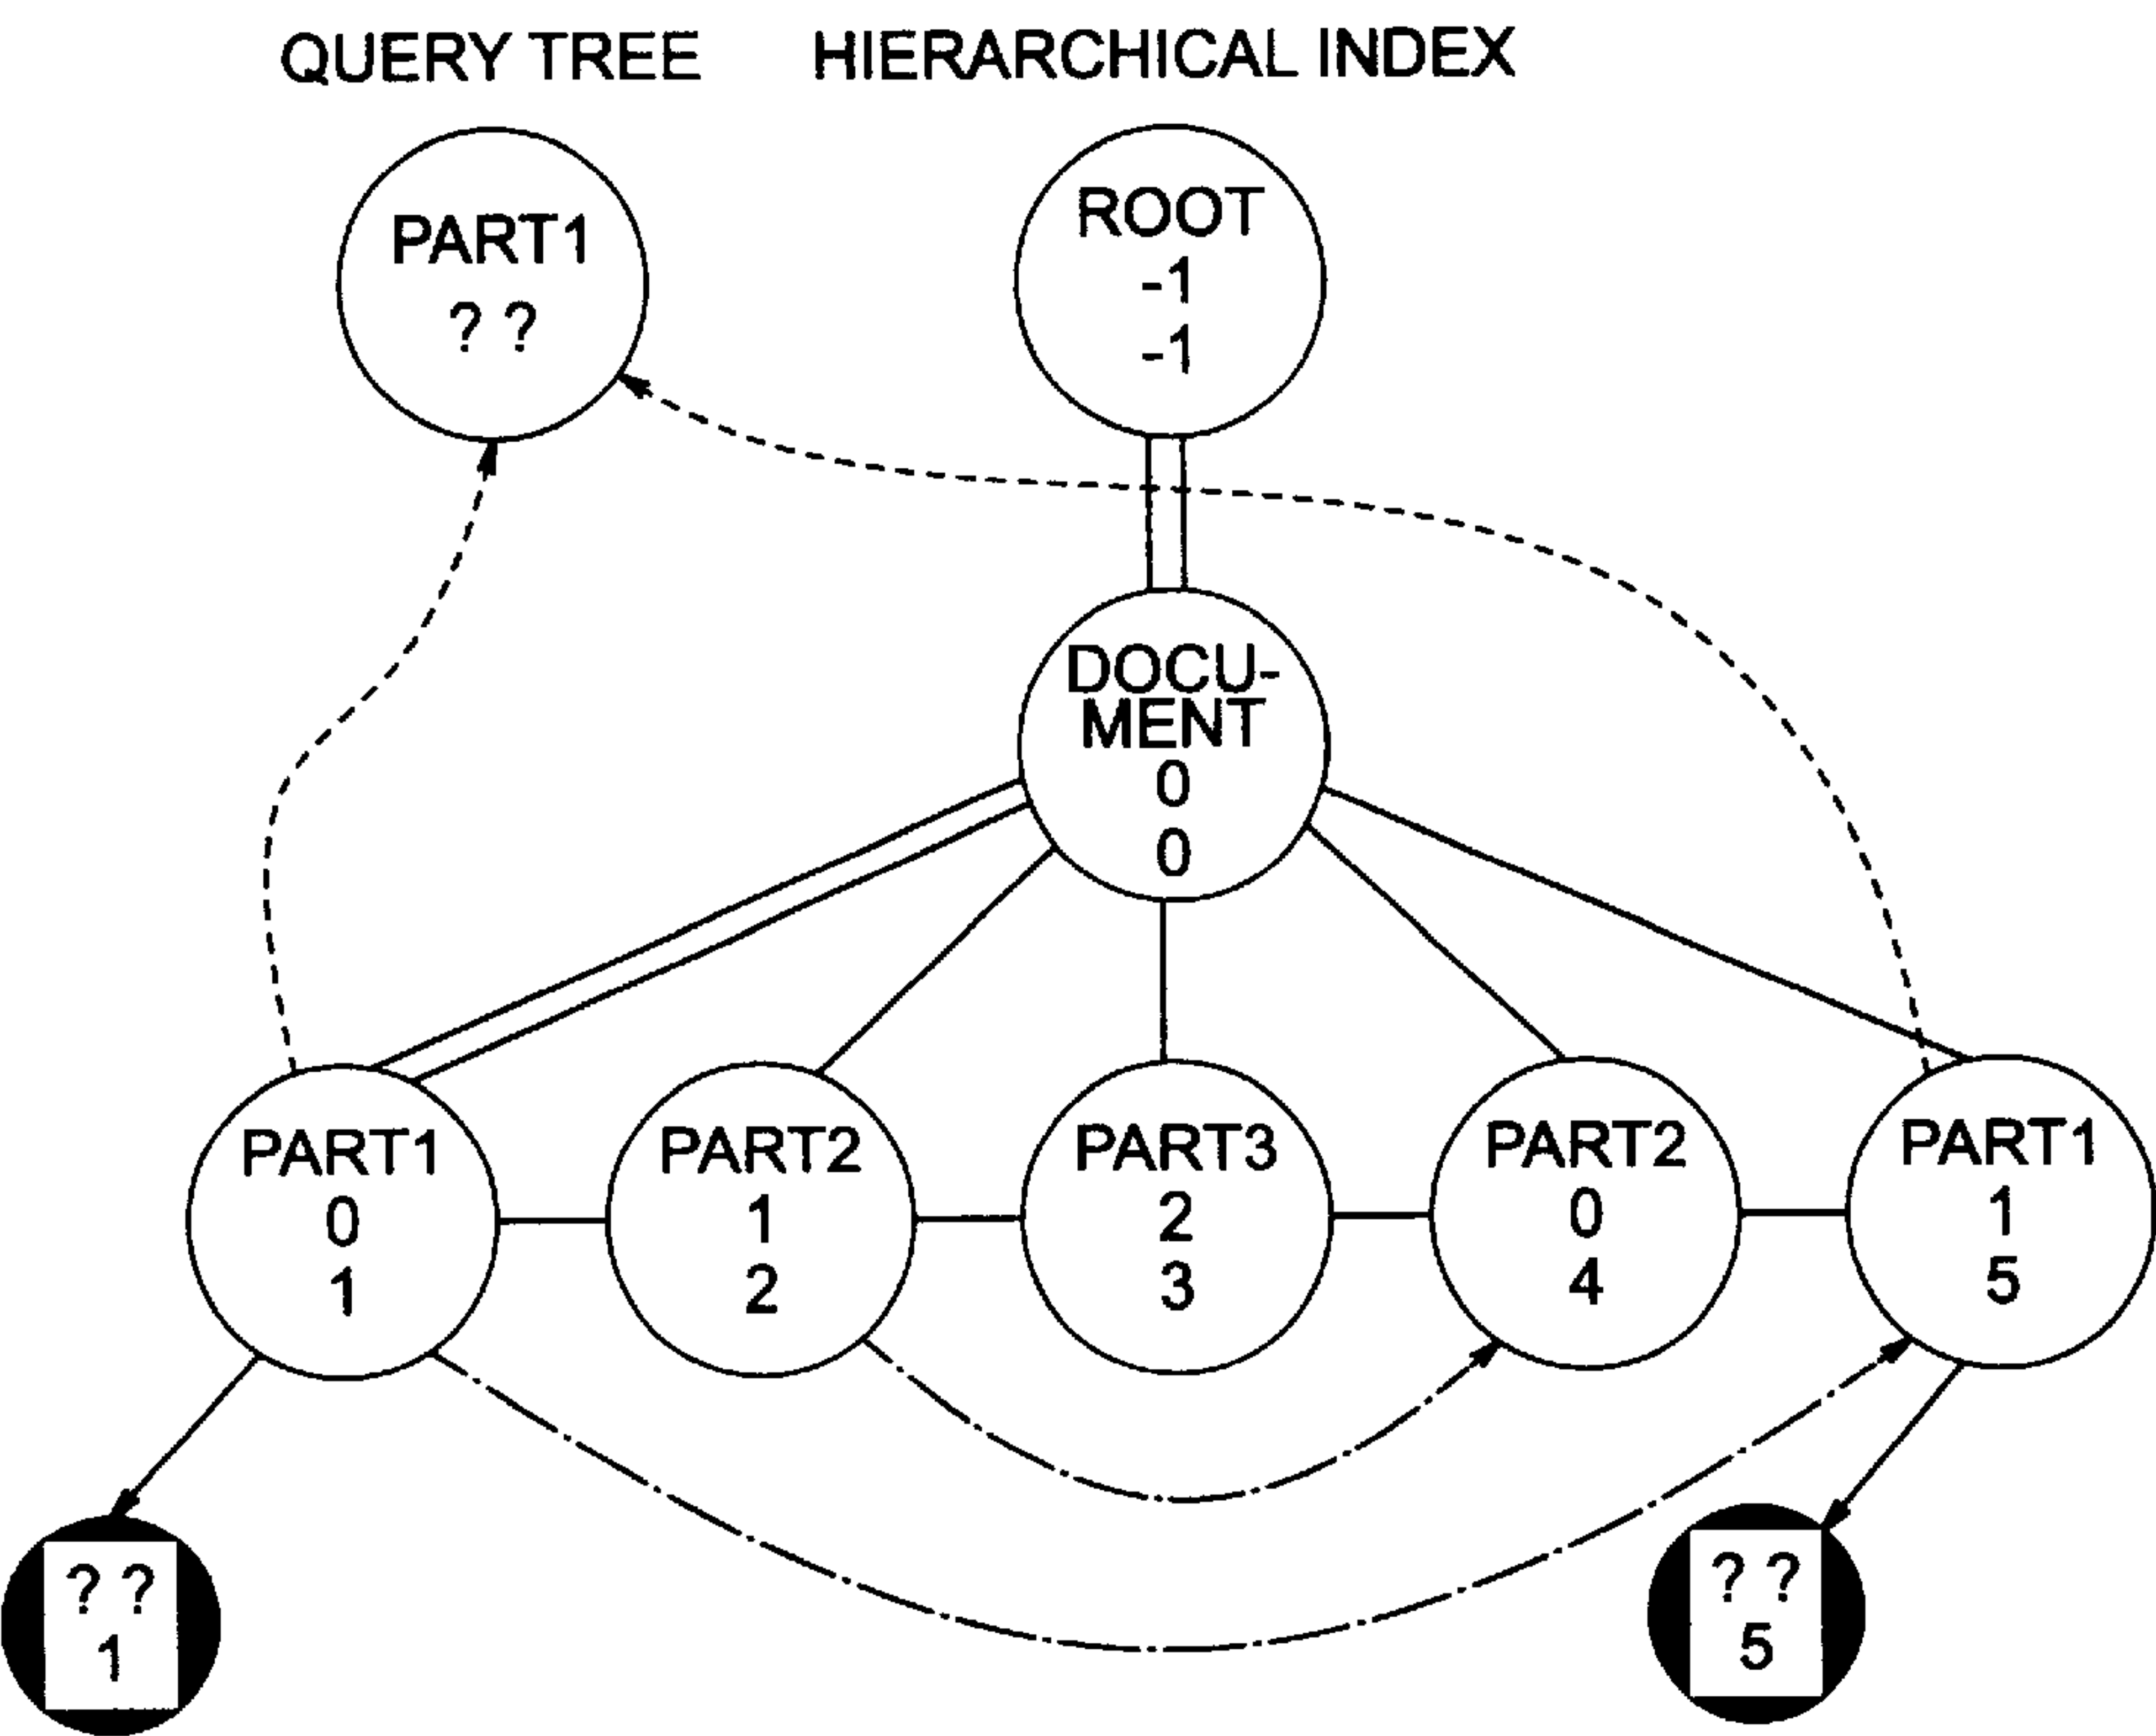 QUERY TREE HIERARCHICAL INDEX
PART1
? ?
ROOT
-1
-1
DOCU-
MENT
0
0
PART1
0
1
PART2
1
2
PART3
2
3
PART2
0
4
PART1
1
5
? ?
1
? ?
5